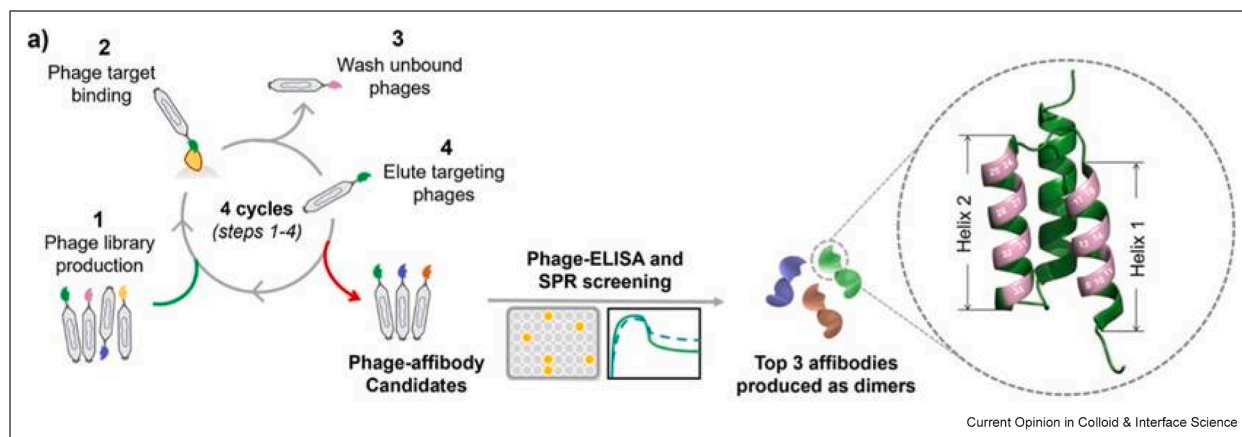 a)
2
Phage target
binding
3
Wash unbound
phages
4
Elute targeting
phages
4 cycles
(steps 1-4)
1
Phage library
production
Phage-affibody
Candidates
Phage-ELISA and
SPR screening
Top 3 affibodies
produced as dimers
Helix 2
Helix 1
Current Opinion in Colloid & Interface Science